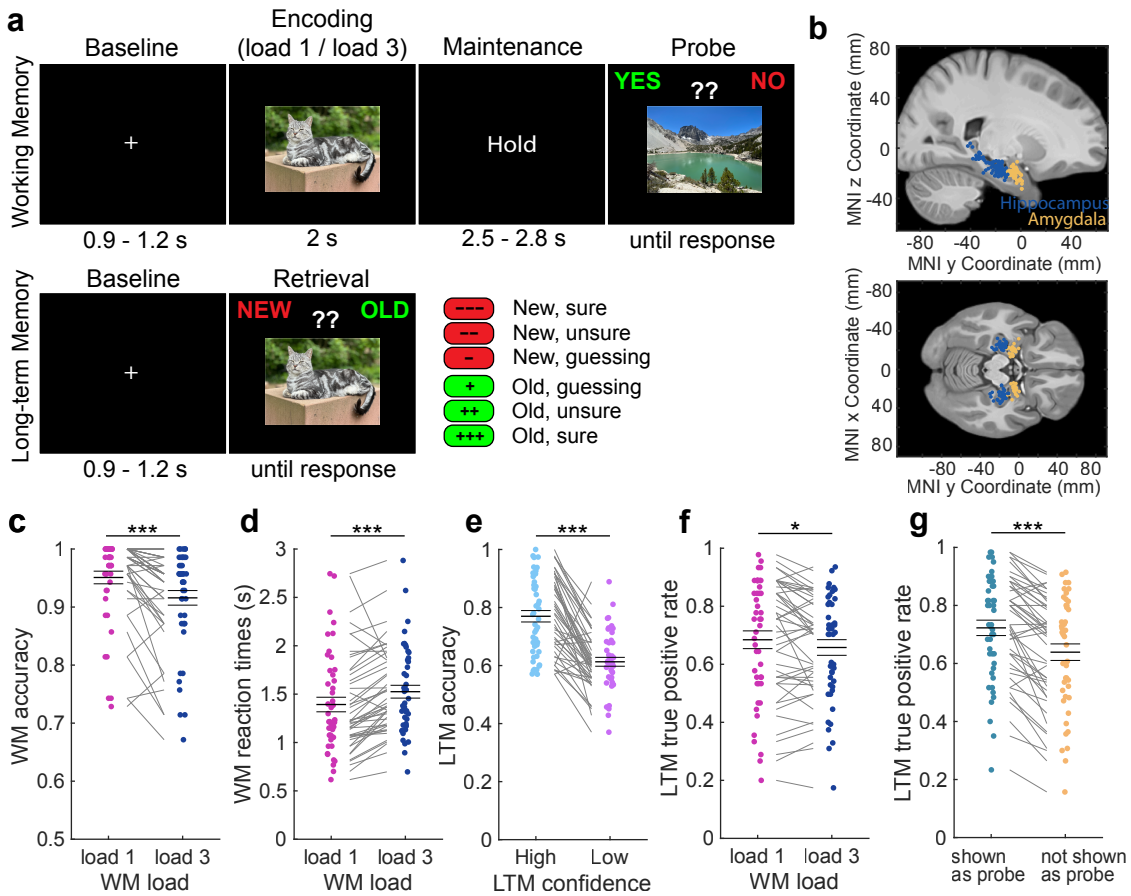 a
Encoding
Baseline (load 1 / load 3) Maintenance Probe
Working Memory
+
Hold
YES ?? NO
0.9 - 1.2 s 2 s 2.5 - 2.8 s until response
Baseline Retrieval
Long-term Memory
+
NEW ?? OLD
0.9 - 1.2 s until response
--- New, sure
-- New, unsure
- New, guessing
+ Old, guessing
++ Old, unsure
+++ Old, sure
b
MNI z Coordinate (mm)
80
40
0
-40
Hippocampus
Amygdala
-80 -40 0 40 60
MNI y Coordinate (mm)
MNI x Coordinate (mm)
-80
-40
0
40
80
-80 -40 0 40 80
MNI y Coordinate (mm)
c
***
WM accuracy
1
0.9
0.8
0.7
0.6
0.5
load 1 load 3
WM load
d
***
WM reaction times (s)
3
2.5
2
1.5
1
0.5
0
load 1 load 3
WM load
e
***
LTM accuracy
1
0.8
0.6
0.4
0.2
0
High Low
LTM confidence
f
*
LTM true positive rate
1
0.8
0.6
0.4
0.2
0
load 1 load 3
WM load
g
***
LTM true positive rate
1
0.8
0.6
0.4
0.2
0
shown not shown
as probe as probe